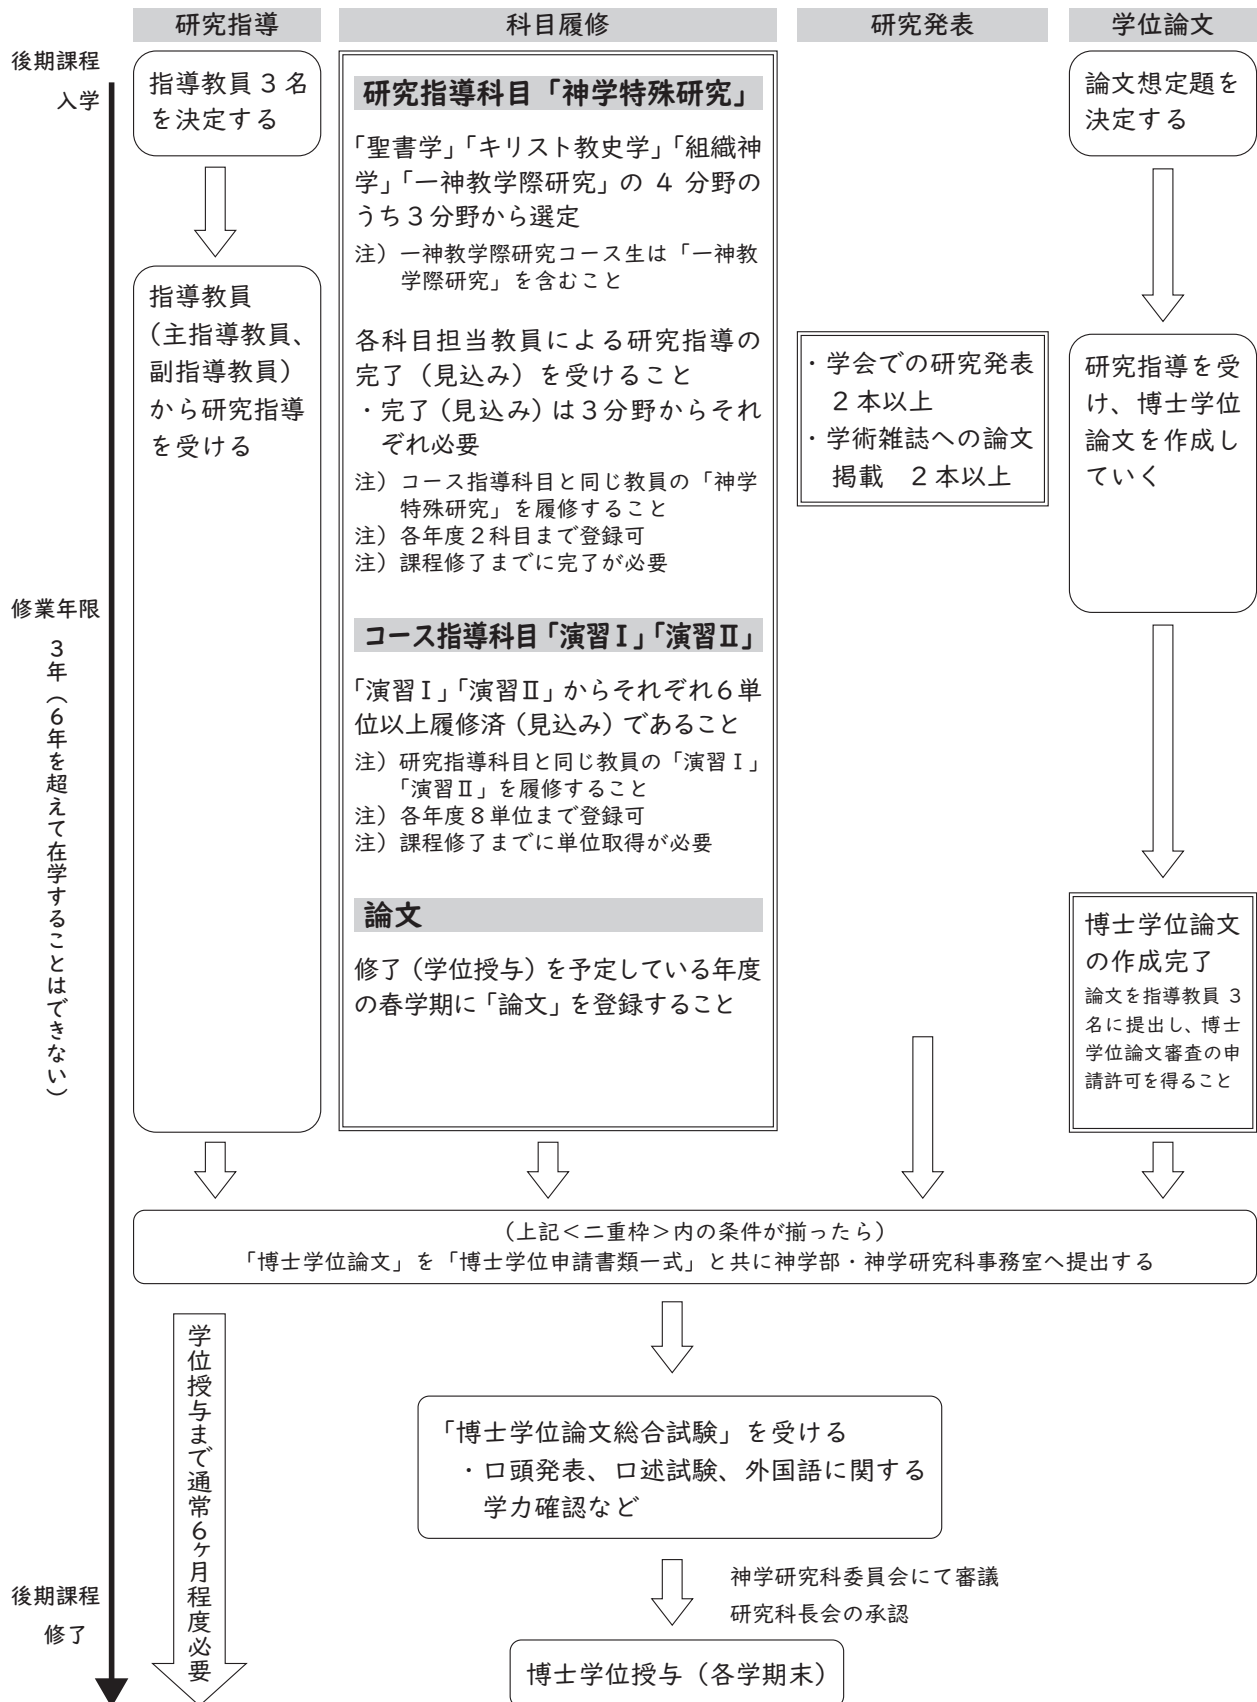 研究指導
科目履修
研究発表
学位論文
後期課程
入学
修業年限
3年（6年を超えて在学することはできない）
後期課程
修了
指導教員3名
を決定する
指導教員
（主指導教員、
副指導教員）
から研究指導
を受ける
研究指導科目「神学特殊研究」
「聖書学」「キリスト教史学」「組織神
学」「一神教学際研究」の 4 分野の
うち3分野から選定
注）一神教学際研究コース生は「一神教
学際研究」を含むこと
各科目担当教員による研究指導の
完了（見込み）を受けること
・完了（見込み）は3分野からそれ
ぞれ必要
注）コース指導科目と同じ教員の「神学
特殊研究」を履修すること
注）各年度2科目まで登録可
注）課程修了までに完了が必要
コース指導科目「演習Ⅰ」「演習Ⅱ」
「演習Ⅰ」「演習Ⅱ」からそれぞれ6単
位以上履修済（見込み）であること
注）研究指導科目と同じ教員の「演習Ⅰ」
「演習Ⅱ」を履修すること
注）各年度8単位まで登録可
注）課程修了までに単位取得が必要
論文
修了（学位授与）を予定している年度
の春学期に「論文」を登録すること
・学会での研究発表
2本以上
・学術雑誌への論文
掲載　2本以上
論文想定題を
決定する
研究指導を受
け、博士学位
論文を作成し
ていく
博士学位論文
の作成完了
論文を指導教員 3
名に提出し、博士
学位論文審査の申
請許可を得ること
（上記＜二重枠＞内の条件が揃ったら）
「博士学位論文」を「博士学位申請書類一式」と共に神学部・神学研究科事務室へ提出する
学位授与まで通常6ヶ月程度必要
「博士学位論文総合試験」を受ける
・口頭発表、口述試験、外国語に関する
学力確認など
神学研究科委員会にて審議
研究科長会の承認
博士学位授与（各学期末）